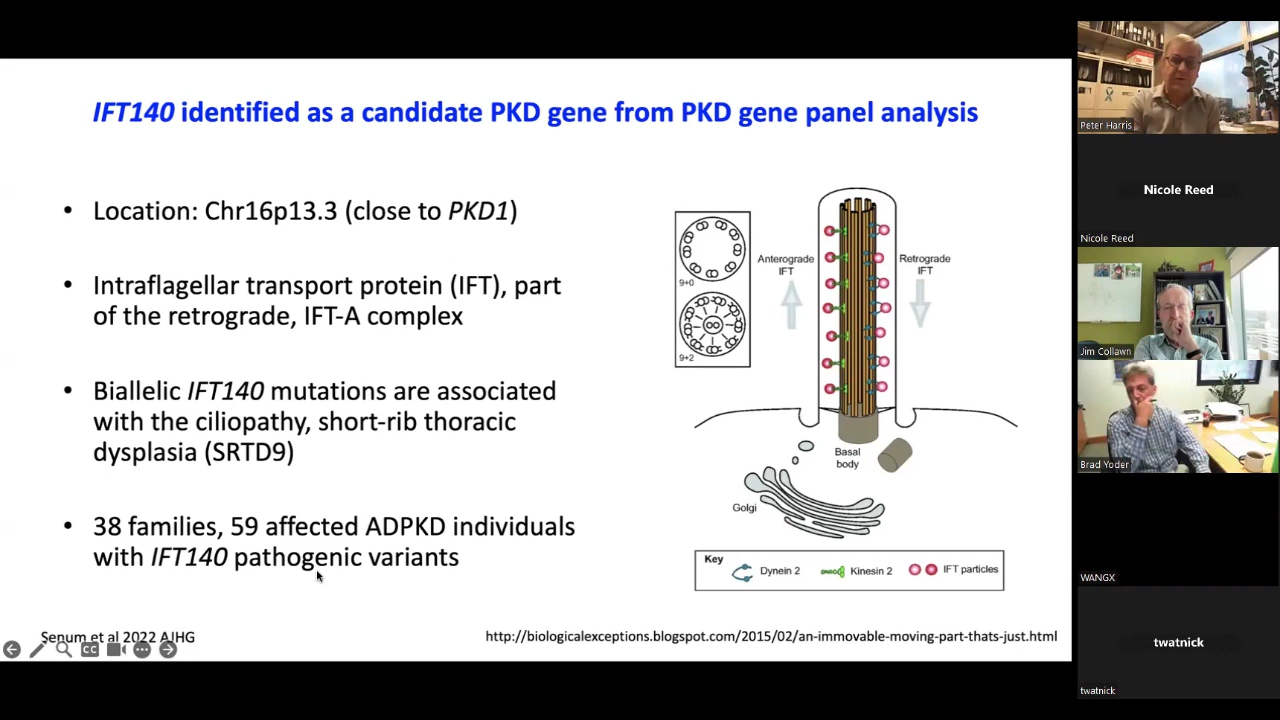 IFT140 identified as a candidate PKD gene from PKD gene panel analysis
• Location: Chr16p13.3 (close to PKD1)
• Intraflagellar transport protein (IFT), part
of the retrograde, IFT-A complex
• Biallelic IFT140 mutations are associated
with the ciliopathy, short-rib thoracic
dysplasia (SRTD9)
• 38 families, 59 affected ADPKD individuals
with IFT140 pathogenic variants
Senum et al 2022 AJHG
CC
9+0
9+2
Anterograde
IFT
Retrograde
IFT
Basal
body
Golgi
Key
Dynein 2
Kinesin 2
IFT particles
http://biologicalexceptions.blogspot.com/2015/02/an-immovable-moving-part-thats-just.html
Peter Harris
Nicole Reed
Nicole Reed
Jim Collawn
Brad Yoder
WANGX
twatnick
twatnick